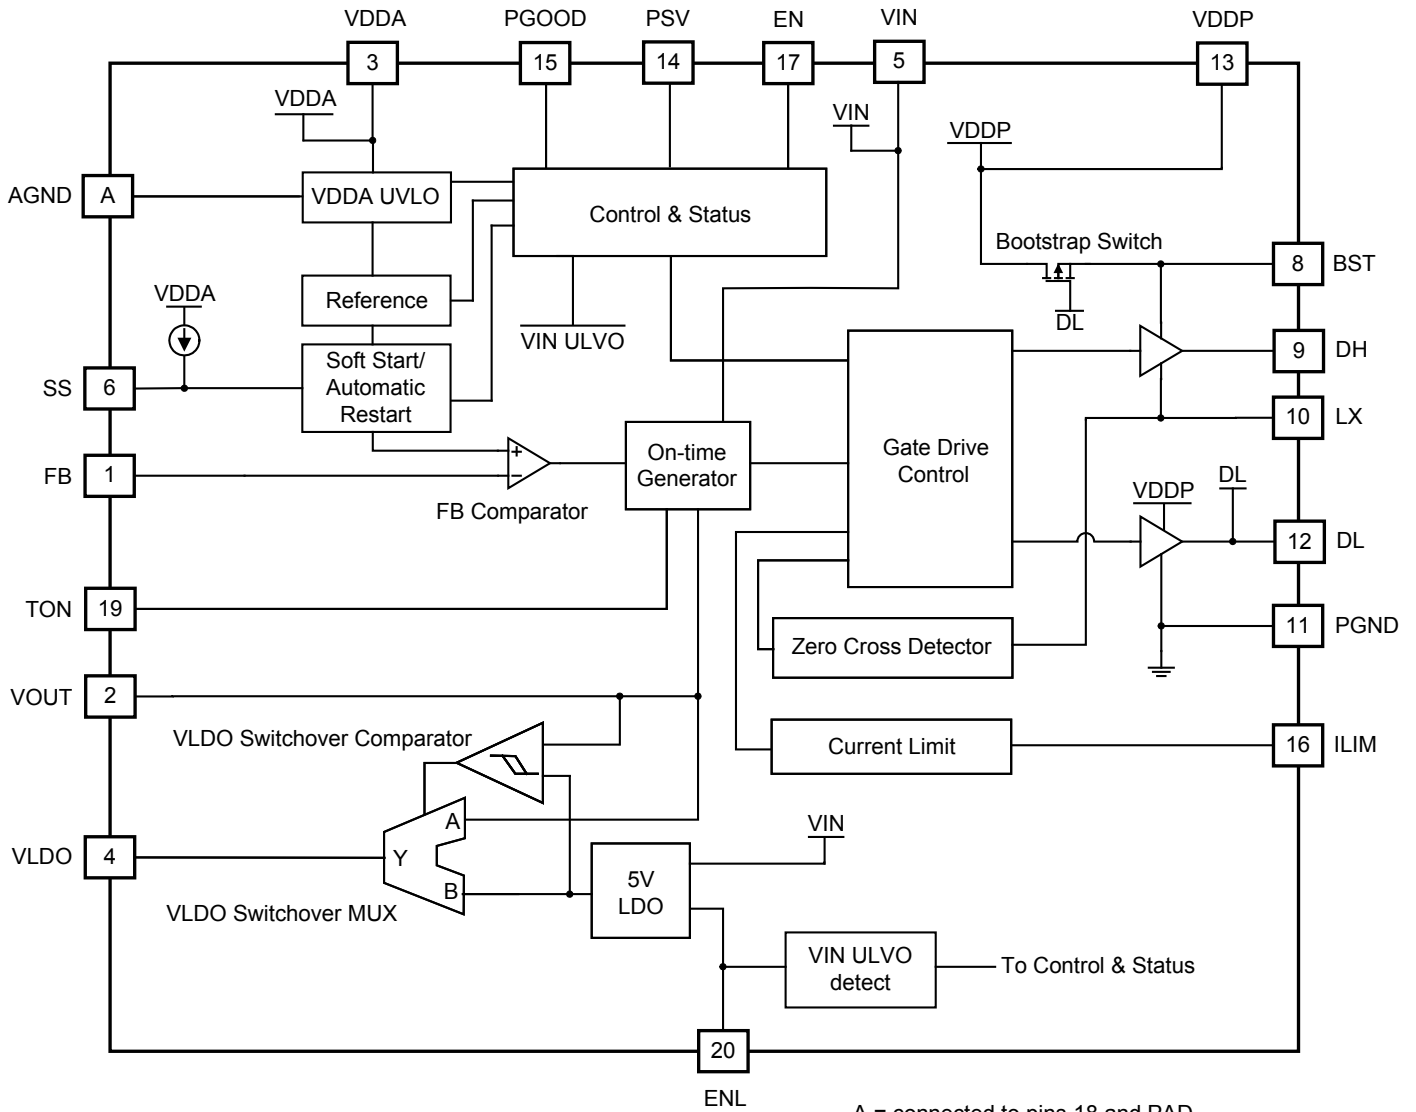 VDDA
PGOOD
PSV
EN
VIN
VDDP
3
15
14
17
5
13
VDDA
VIN
VDDP
AGND
A
VDDA UVLO
Control & Status
Bootstrap Switch
8
BST
VDDA
Reference
VIN ULVO
DL
SS
6
Soft Start/
Automatic
Restart
9
DH
10
LX
FB
1
+
−
FB Comparator
On-time
Generator
Gate Drive
Control
VDDP
DL
12
DL
TON
19
11
PGND
Zero Cross Detector
VOUT
2
VLDO Switchover Comparator
Current Limit
16
ILIM
VLDO
4
A
Y
B
VLDO Switchover MUX
5V
LDO
VIN
VIN ULVO
detect
To Control & Status
20
ENL
A = connected to pins 18 and PAD